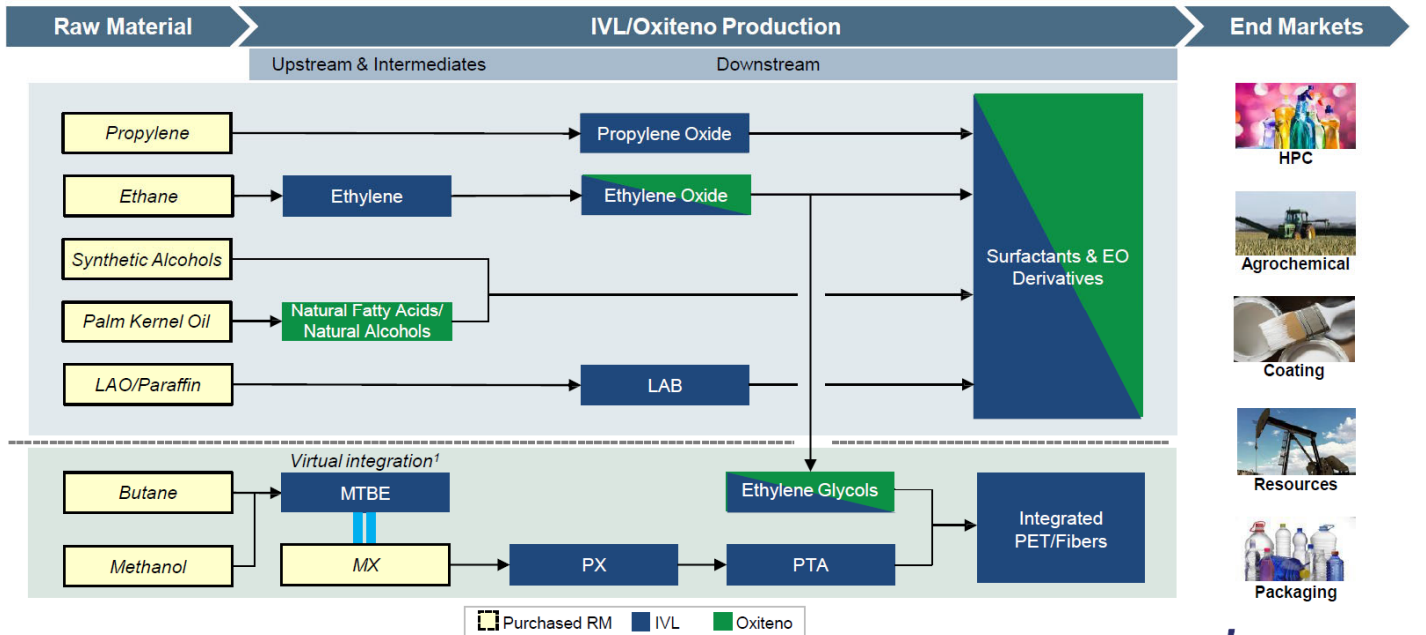 Raw Material
IVL/Oxiteno Production
End Markets
Upstream & Intermediates
Downstream
Propylene
Propylene Oxide
Ethane
Ethylene
Ethylene Oxide
Synthetic Alcohols
Palm Kernel Oil
Natural Fatty Acids/
Natural Alcohols
LAO/Paraffin
LAB
Surfactants & EO
Derivatives
Virtual integration¹
Butane
MTBE
Ethylene Glycols
Methanol
MX
PX
PTA
Integrated
PET/Fibers
HPC
Agrochemical
Coating
Resources
Packaging
Purchased RM
IVL
Oxiteno